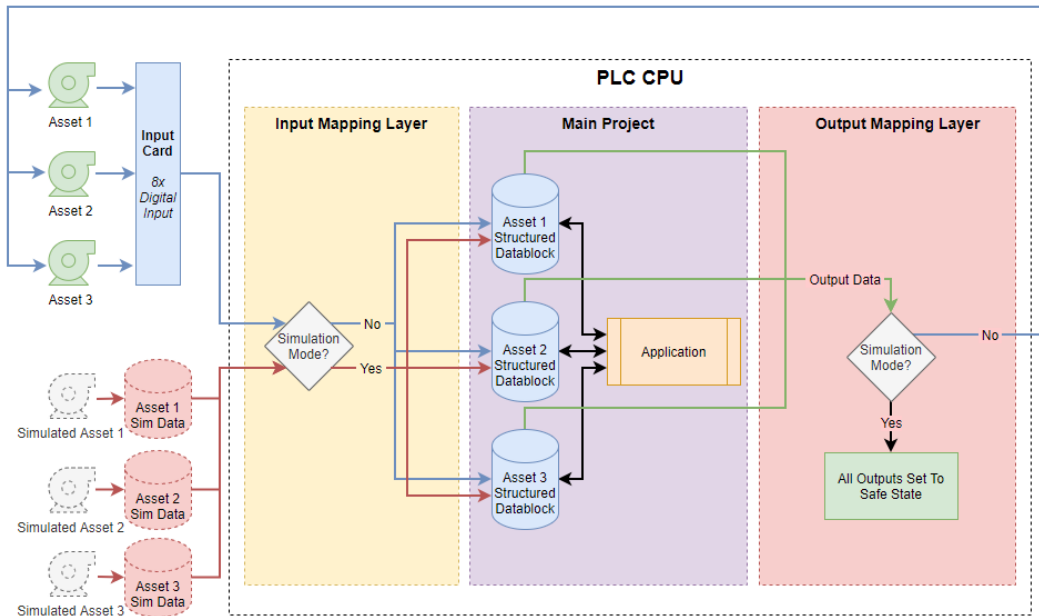 PLC CPU
Input Mapping Layer
Main Project
Output Mapping Layer
Asset 1
Asset 2
Asset 3
Input
Card
8x
Digital
Input
Simulation
Mode?
No
Yes
Asset 1
Structured
Datablock
Asset 2
Structured
Datablock
Asset 3
Structured
Datablock
Application
Output Data
Simulation
Mode?
No
Yes
All Outputs Set To
Safe State
Simulated Asset 1
Asset 1
Sim Data
Simulated Asset 2
Asset 2
Sim Data
Simulated Asset 3
Asset 3
Sim Data